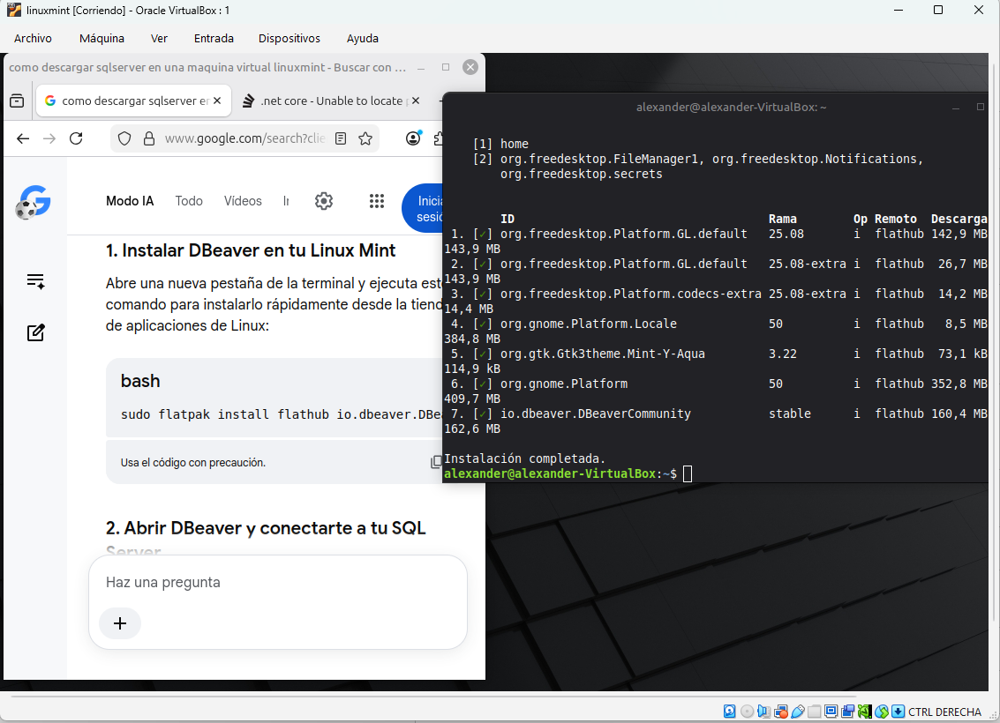 linuxmint [Corriendo] - Oracle VirtualBox : 1
Archivo Máquina Ver Entrada Dispositivos Ayuda
como descargar sqlserver en una maquina virtual linuxmint - Buscar con ...
como descargar sqlserver en
.net core - Unable to locate p
www.google.com/search?clie
Modo IA Todo Vídeos Ir
Inicia
sesió
1. Instalar DBeaver en tu Linux Mint
Abre una nueva pestaña de la terminal y ejecuta este
comando para instalarlo rápidamente desde la tiend
de aplicaciones de Linux:
bash
sudo flatpak install flathub io.dbeaver.DBea
Usa el código con precaución.
2. Abrir DBeaver y conectarte a tu SQL
Server
Haz una pregunta
alexander@alexander-VirtualBox: ~
[1] home
[2] org.freedesktop.FileManager1, org.freedesktop.Notifications,
org.freedesktop.secrets
ID Rama Op Remoto Descarga
1. [✓] org.freedesktop.Platform.GL.default 25.08 i flathub 142,9 MB
143,9 MB
2. [✓] org.freedesktop.Platform.GL.default 25.08-extra i flathub 26,7 MB
143,9 MB
3. [✓] org.freedesktop.Platform.codecs-extra 25.08-extra i flathub 14,2 MB
14,4 MB
4. [✓] org.gnome.Platform.Locale 50 i flathub 8,5 MB
384,8 MB
5. [✓] org.gtk.Gtk3theme.Mint-Y-Aqua 3.22 i flathub 73,1 kB
114,9 kB
6. [✓] org.gnome.Platform 50 i flathub 352,8 MB
409,7 MB
7. [✓] io.dbeaver.DBeaverCommunity stable i flathub 160,4 MB
162,6 MB
Instalación completada.
alexander@alexander-VirtualBox:~$
CTRL DERECHA